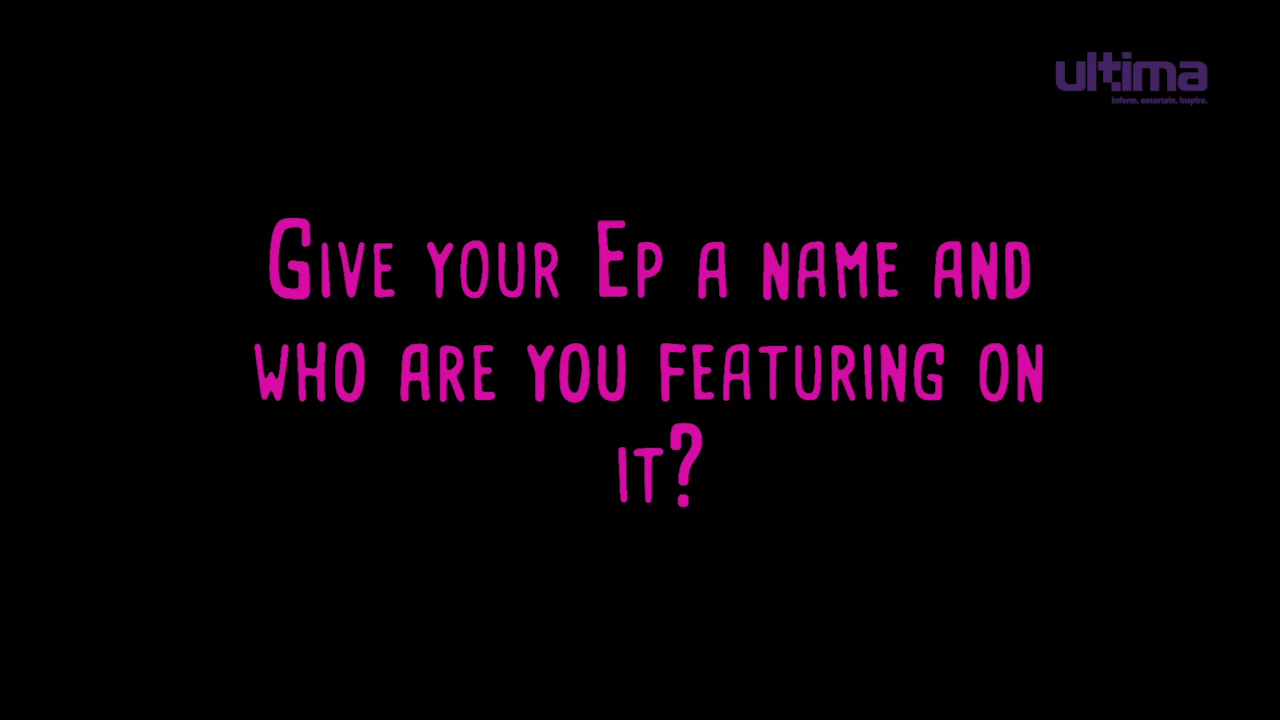 ultima
inform. entertain. inspire.
Give your Ep a name and
who are you featuring on
it?